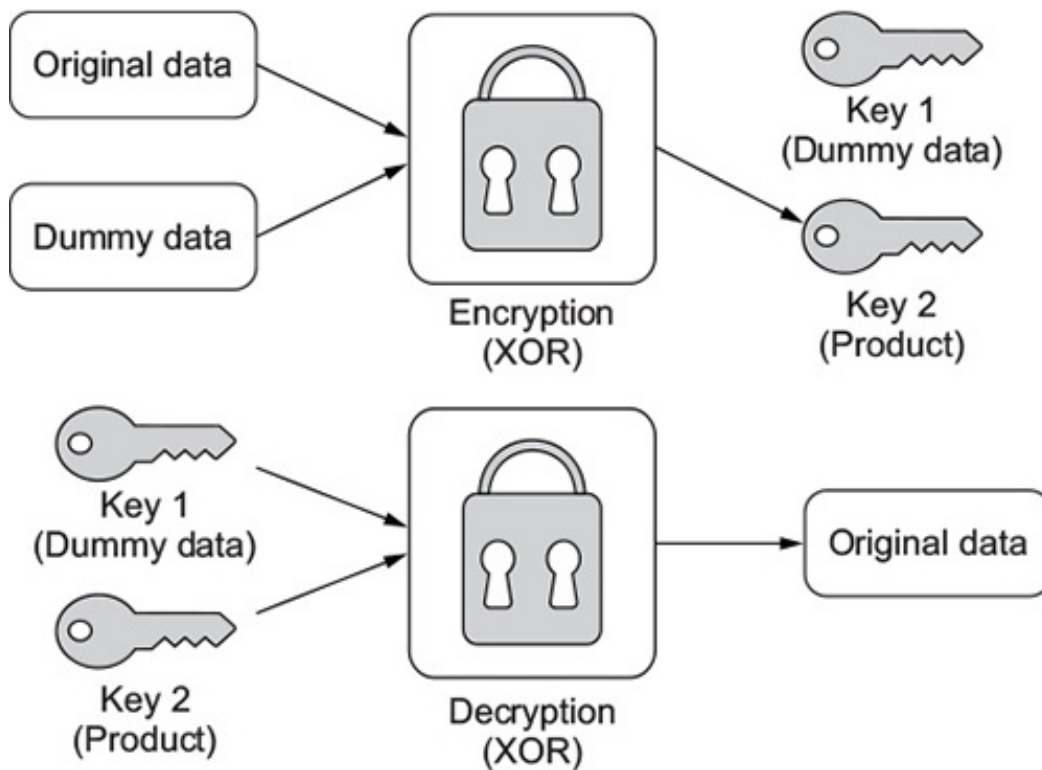 Original data
Dummy data
Encryption
(XOR)
Key 1
(Dummy data)
Key 2
(Product)
Key 1
(Dummy data)
Key 2
(Product)
Decryption
(XOR)
Original data